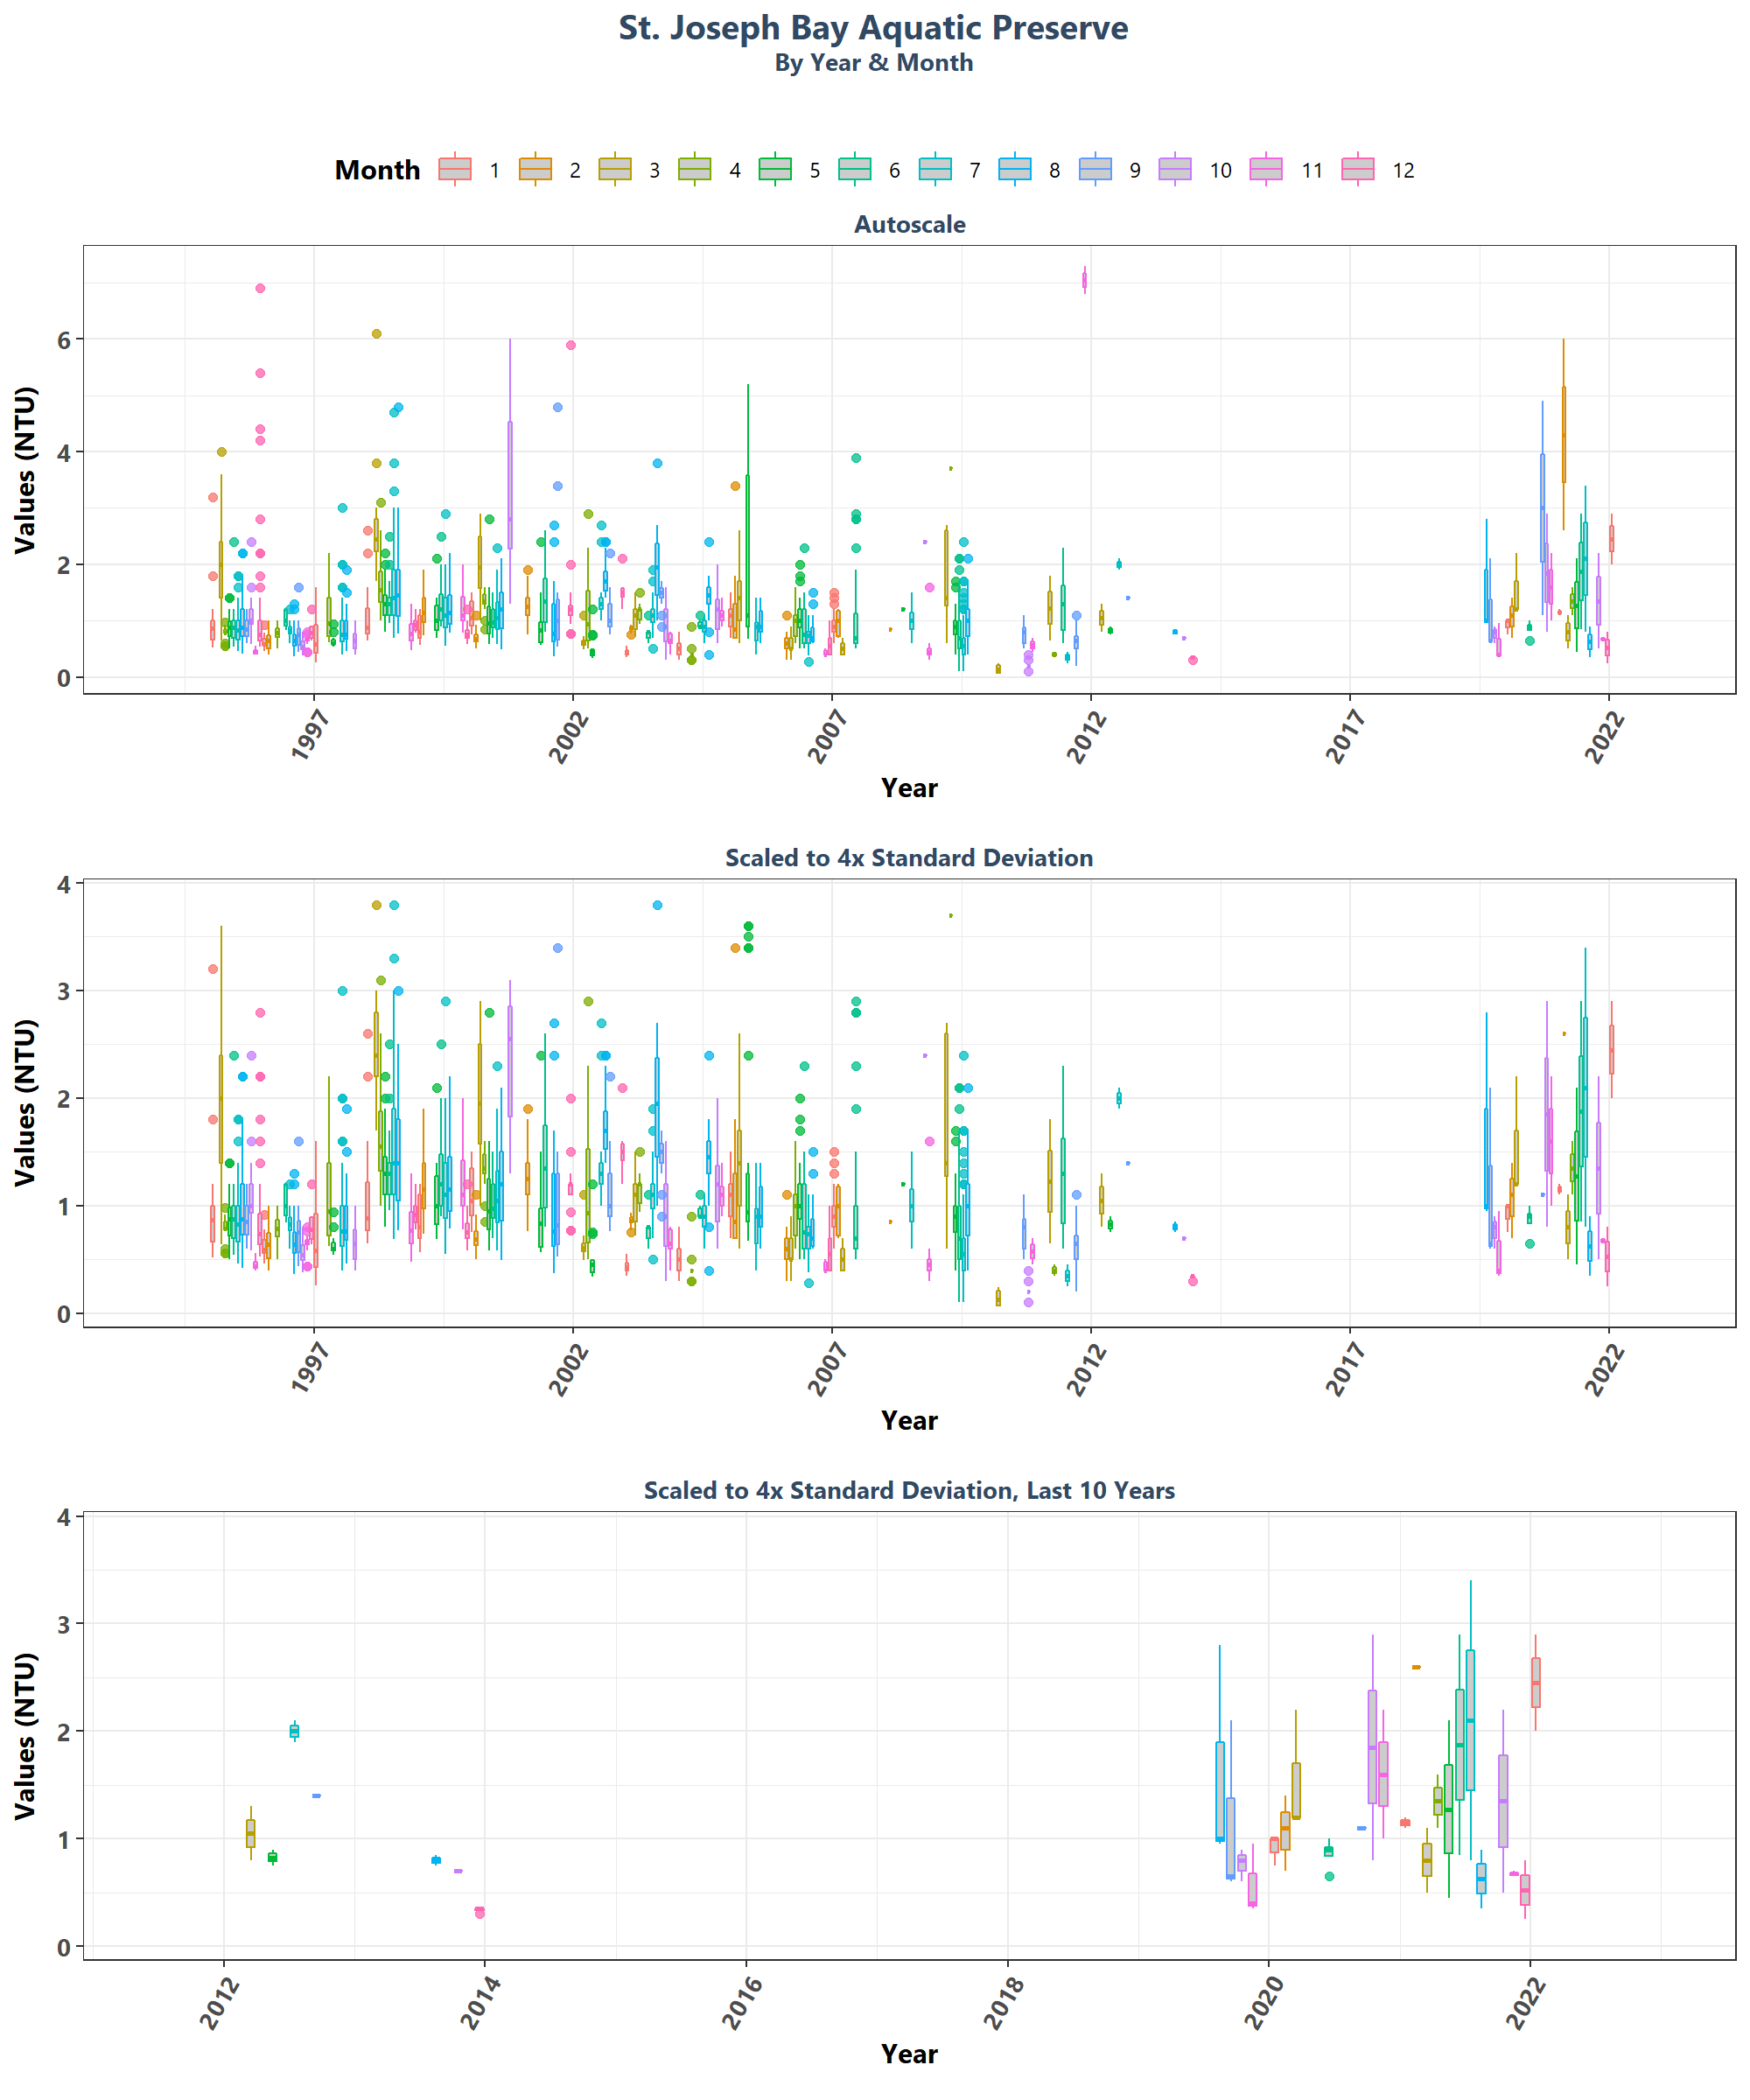 St. Joseph Bay Aquatic Preserve
By Year & Month
Month 1 2 3 4 5 6 7 8 9 10 11 12
Autoscale
Values (NTU)
6
4
2
0
1997 2002 2007 2012 2017 2022
Year
Scaled to 4x Standard Deviation
Values (NTU)
4
3
2
1
0
1997 2002 2007 2012 2017 2022
Year
Scaled to 4x Standard Deviation, Last 10 Years
Values (NTU)
4
3
2
1
0
2012 2014 2016 2018 2020 2022
Year